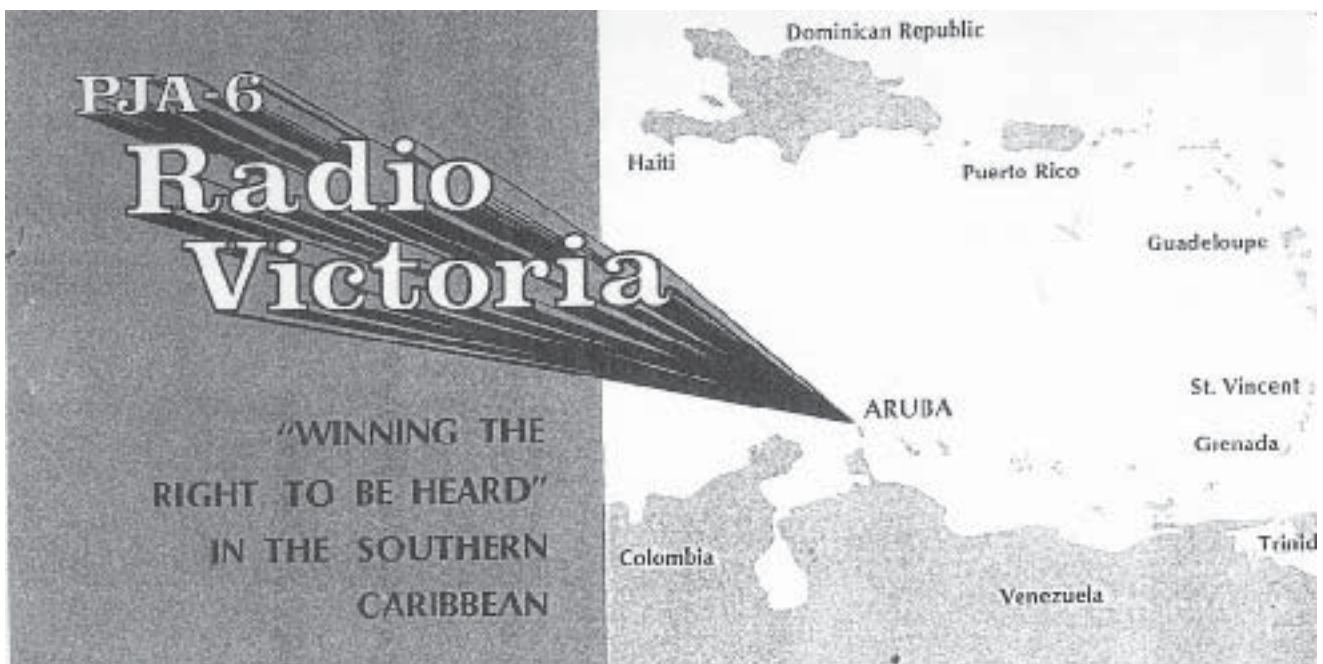 PJA-6
Radio
Victoria
"WINNING THE
RIGHT TO BE HEARD"
IN THE SOUTHERN
CARIBBEAN
Dominican Republic
Haiti
Puerto Rico
Guadeloupe
ARUBA
St. Vincent
Grenada
Colombia
Venezuela
Trinid